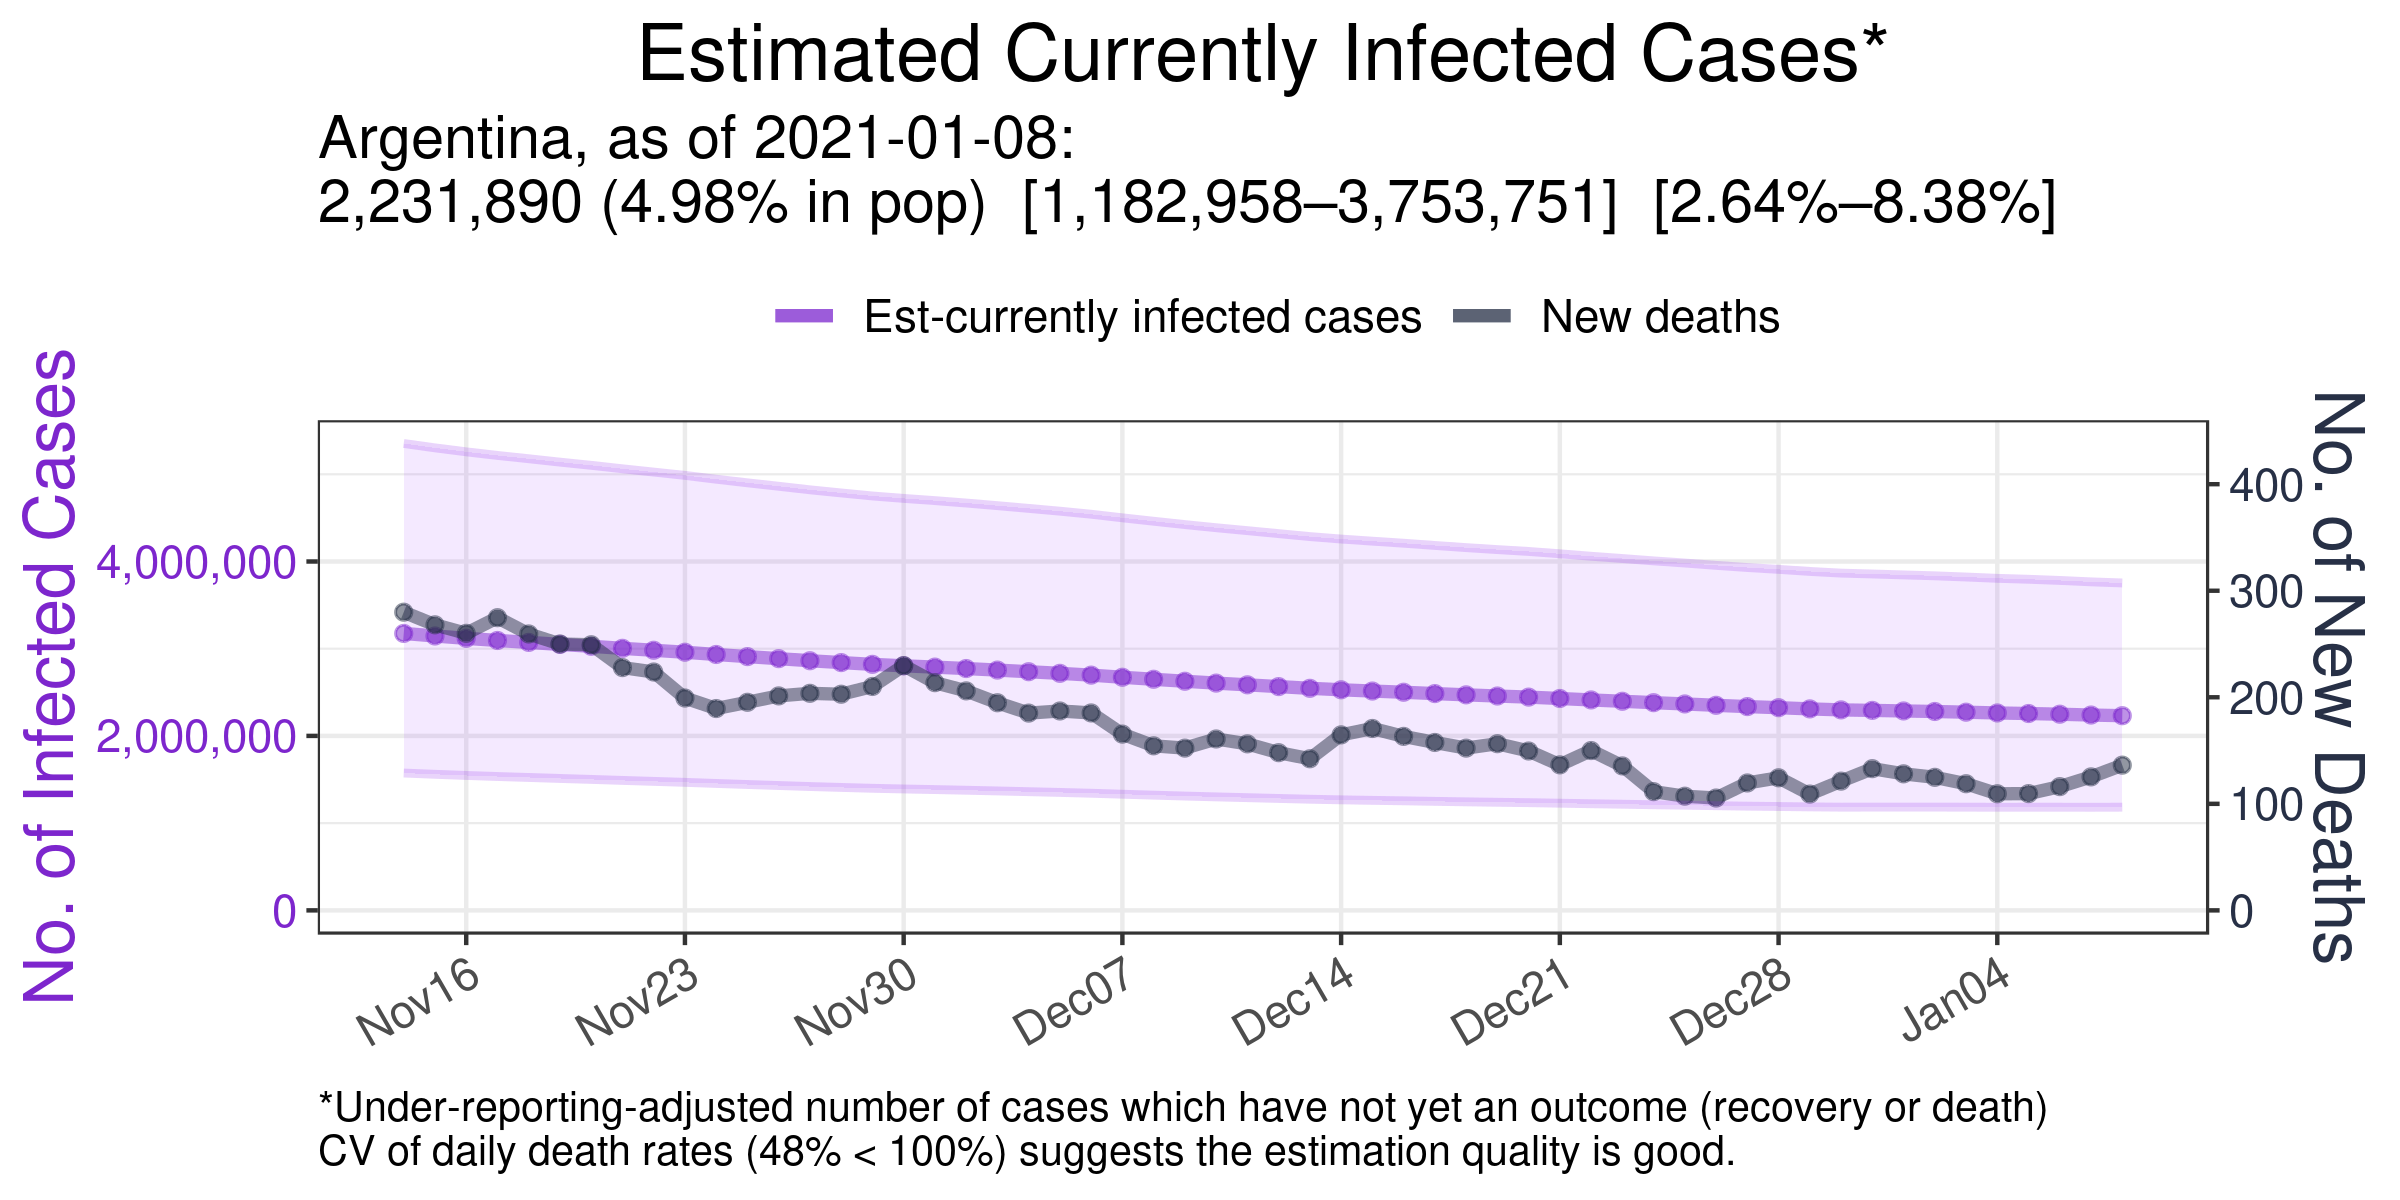 Estimated Currently Infected Cases*
Argentina, as of 2021-01-08:
2,231,890 (4.98% in pop) [1,182,958–3,753,751] [2.64%–8.38%]
Est-currently infected cases New deaths
No. of Infected Cases
4,000,000
2,000,000
0
400
300
200
100
0
No. of New Deaths
Nov16 Nov23 Nov30 Dec07 Dec14 Dec21 Dec28 Jan04
*Under-reporting-adjusted number of cases which have not yet an outcome (recovery or death)
CV of daily death rates (48% < 100%) suggests the estimation quality is good.